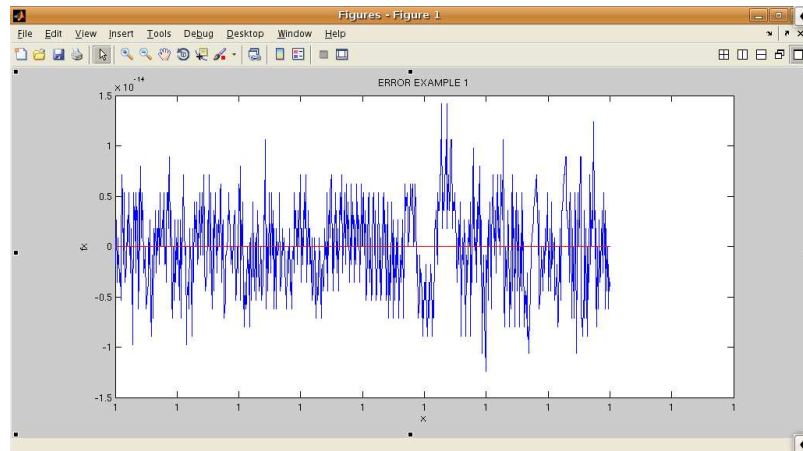 Figures - Figure 1
File Edit View Insert Tools Debug Desktop Window Help
ERROR EXAMPLE 1
× 10^-14
1.5
1
0.5
0
-0.5
-1
-1.5
fx
1 1 1 1 1 1 1 1 1 1 1
x